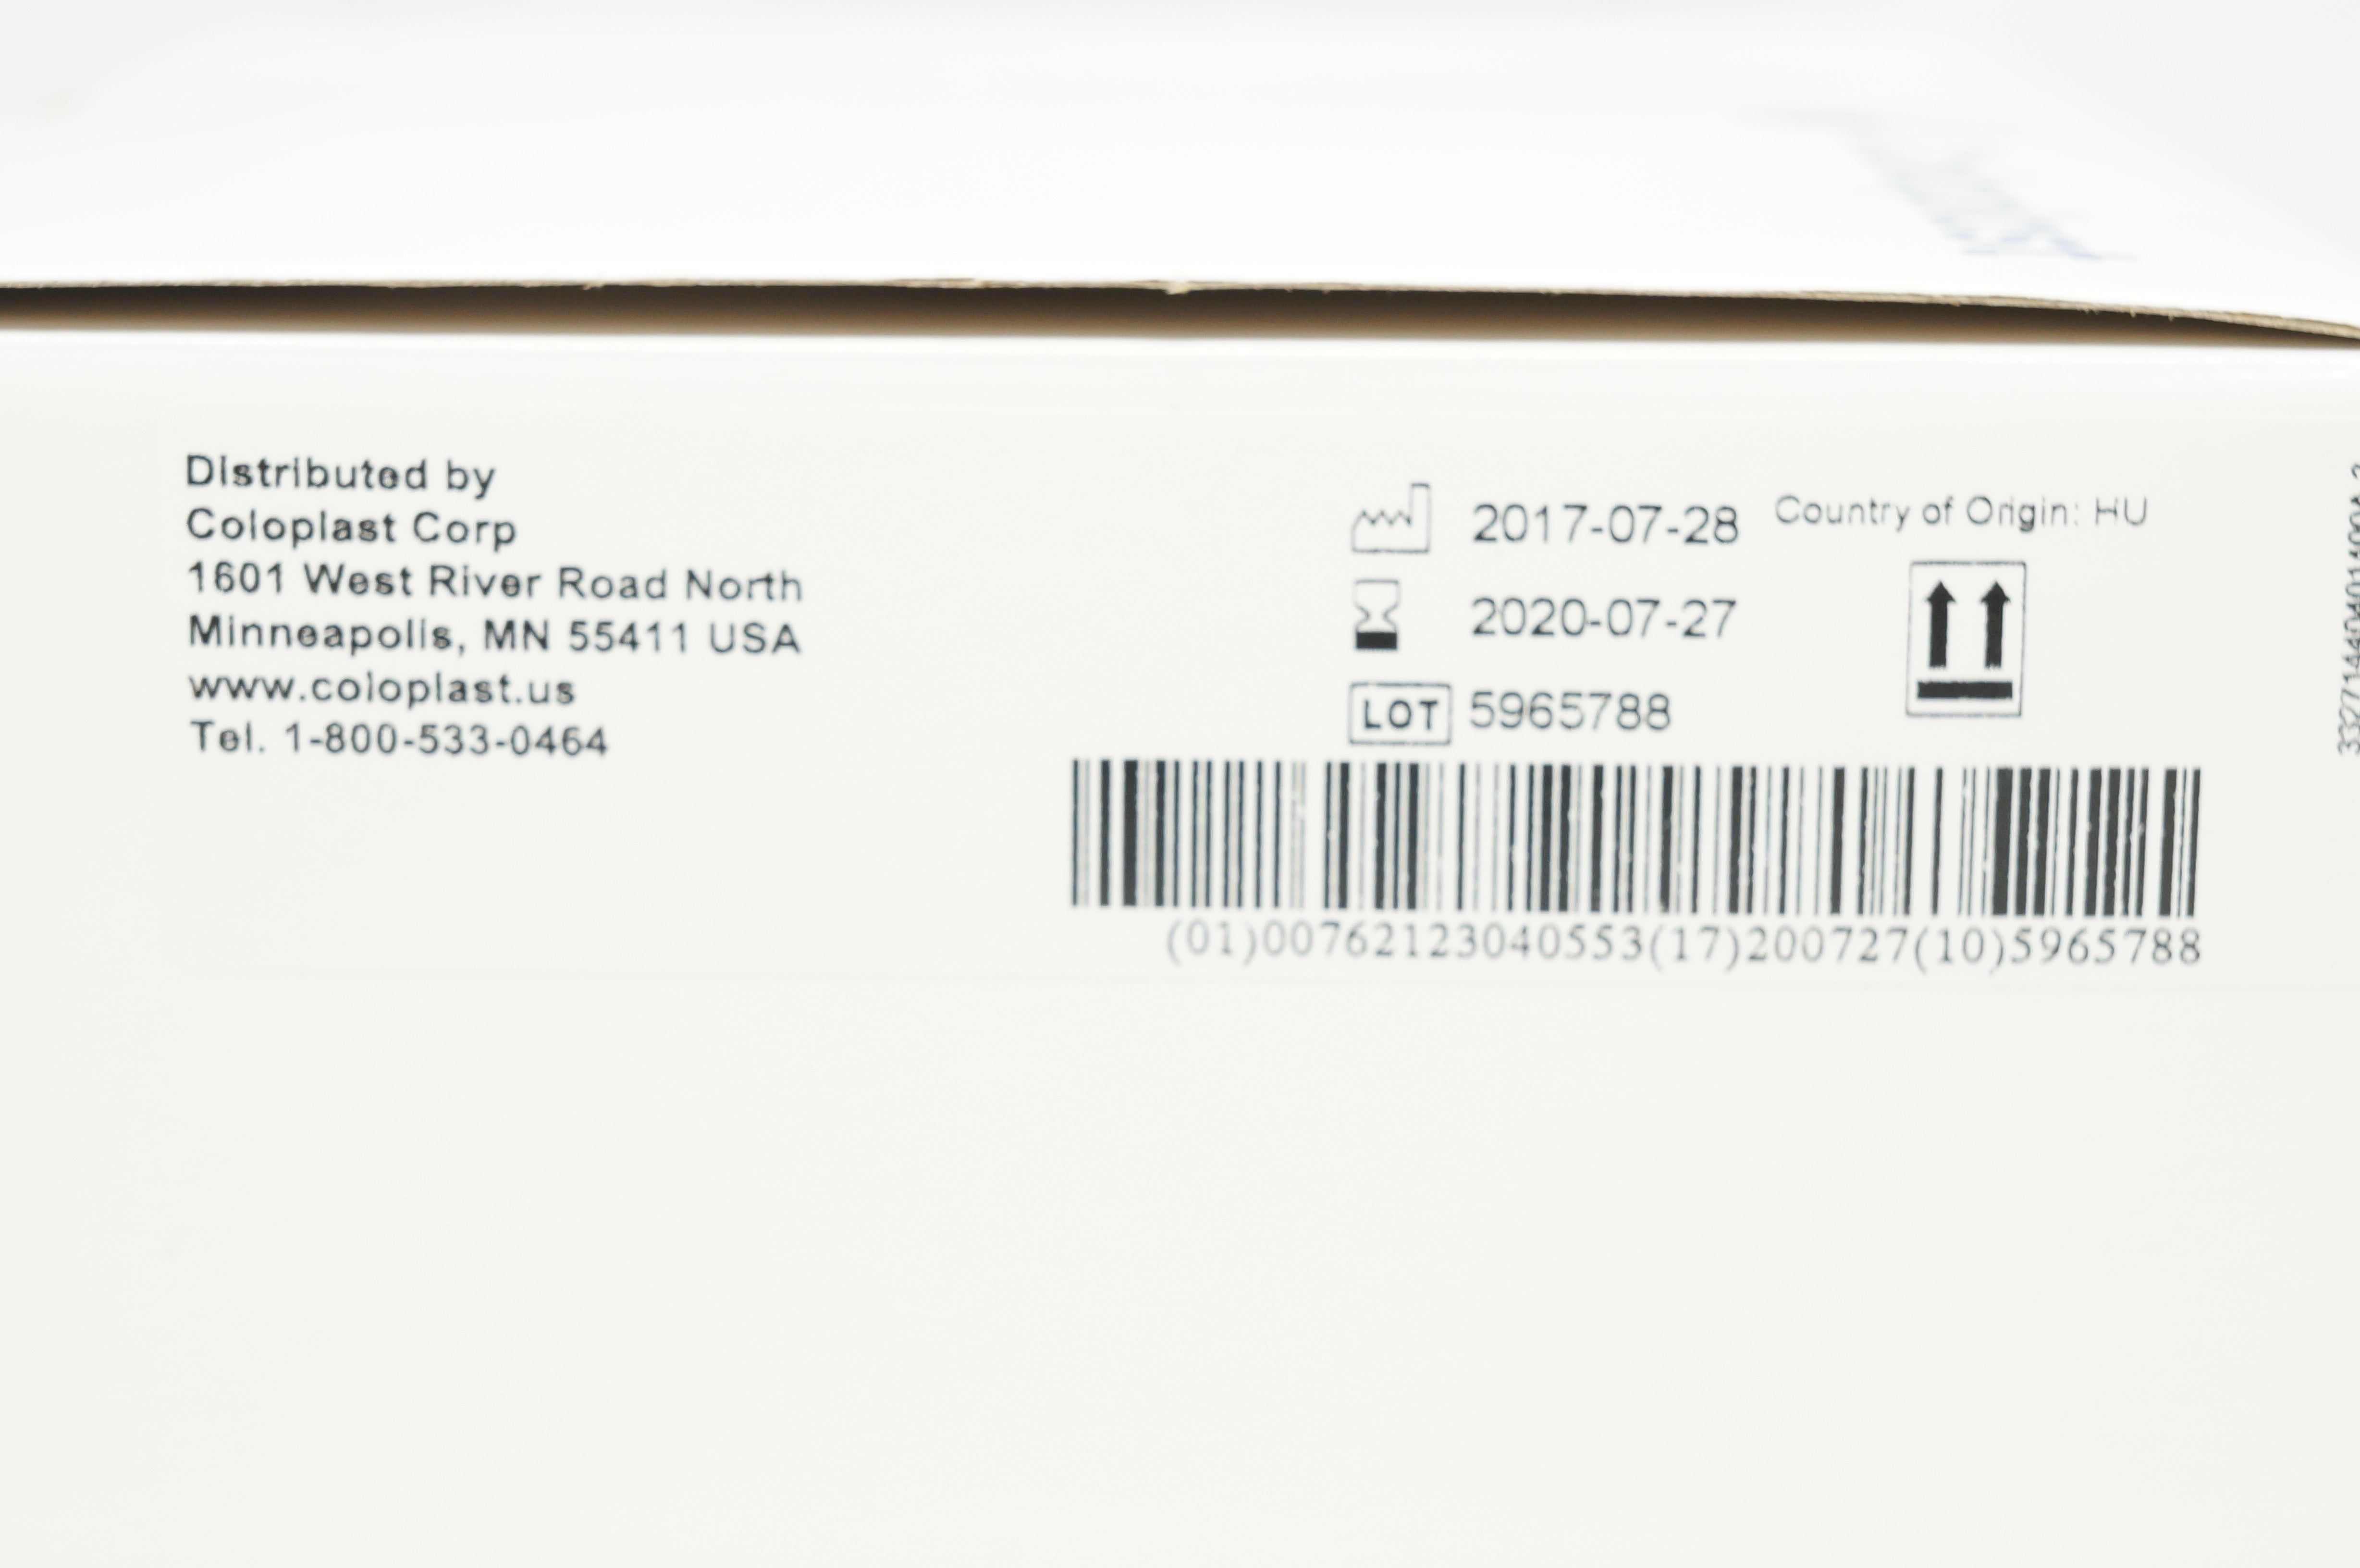 Distributed by
Coloplast Corp
1601 West River Road North
Minneapolis, MN 55411 USA
www.coloplast.us
Tel. 1-800-533-0464
2017-07-28
Country of Origin: HU
2020-07-27
LOT 5965788
(01)00762123040553(17)200727(10)5965788